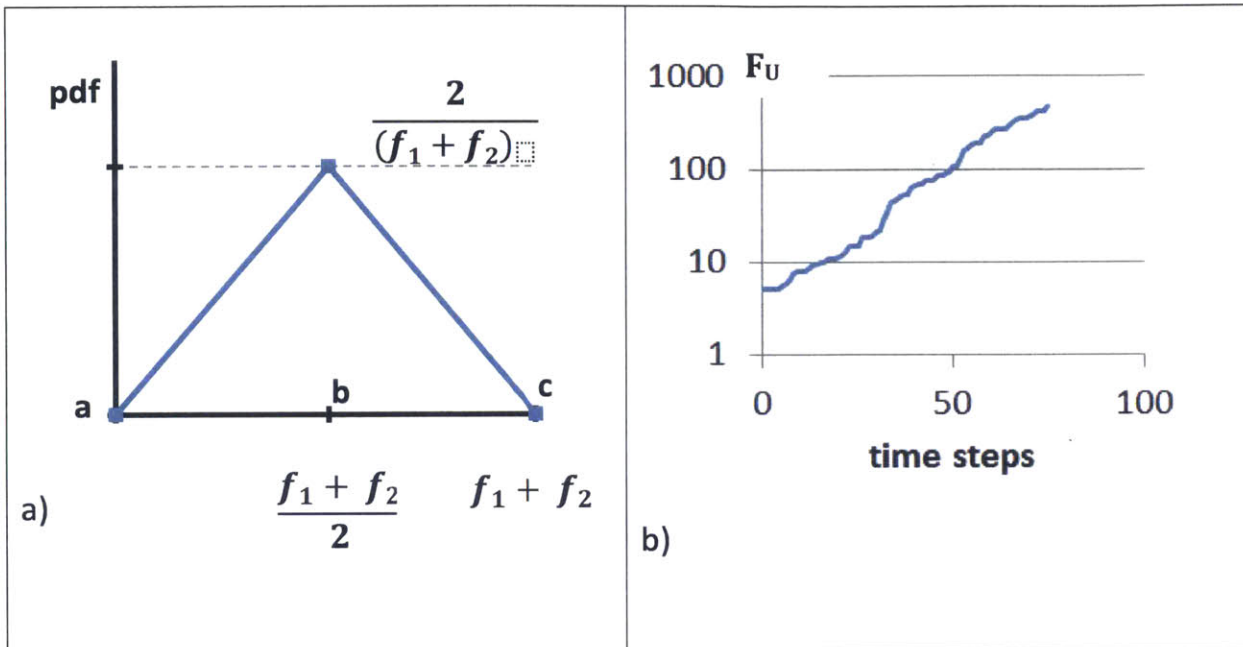 pdf
2
(f₁ + f₂)
a
b
c
f₁ + f₂
2
f₁ + f₂
a)
F_U
1000
100
10
1
0
50
100
time steps
b)